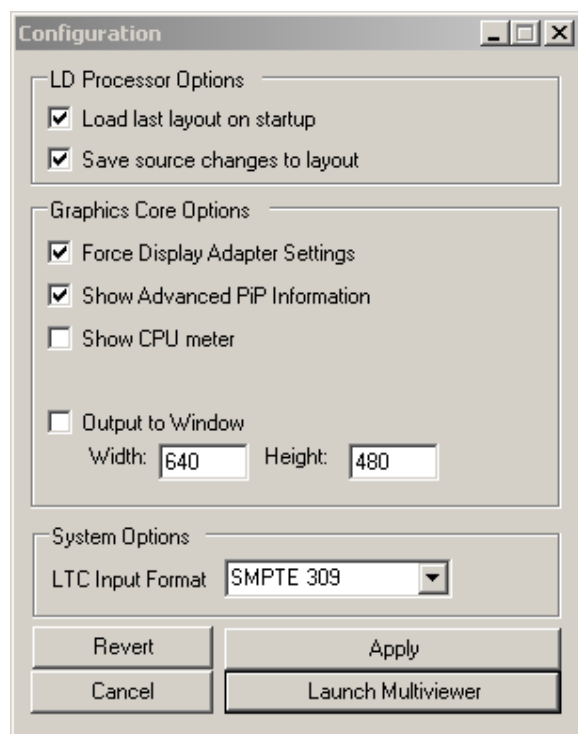 Configuration
LD Processor Options
Load last layout on startup
Save source changes to layout
Graphics Core Options
Force Display Adapter Settings
Show Advanced PiP Information
Show CPU meter
Output to Window
Width: 640 Height: 480
System Options
LTC Input Format SMPTE 309
Revert Apply
Cancel Launch Multiviewer